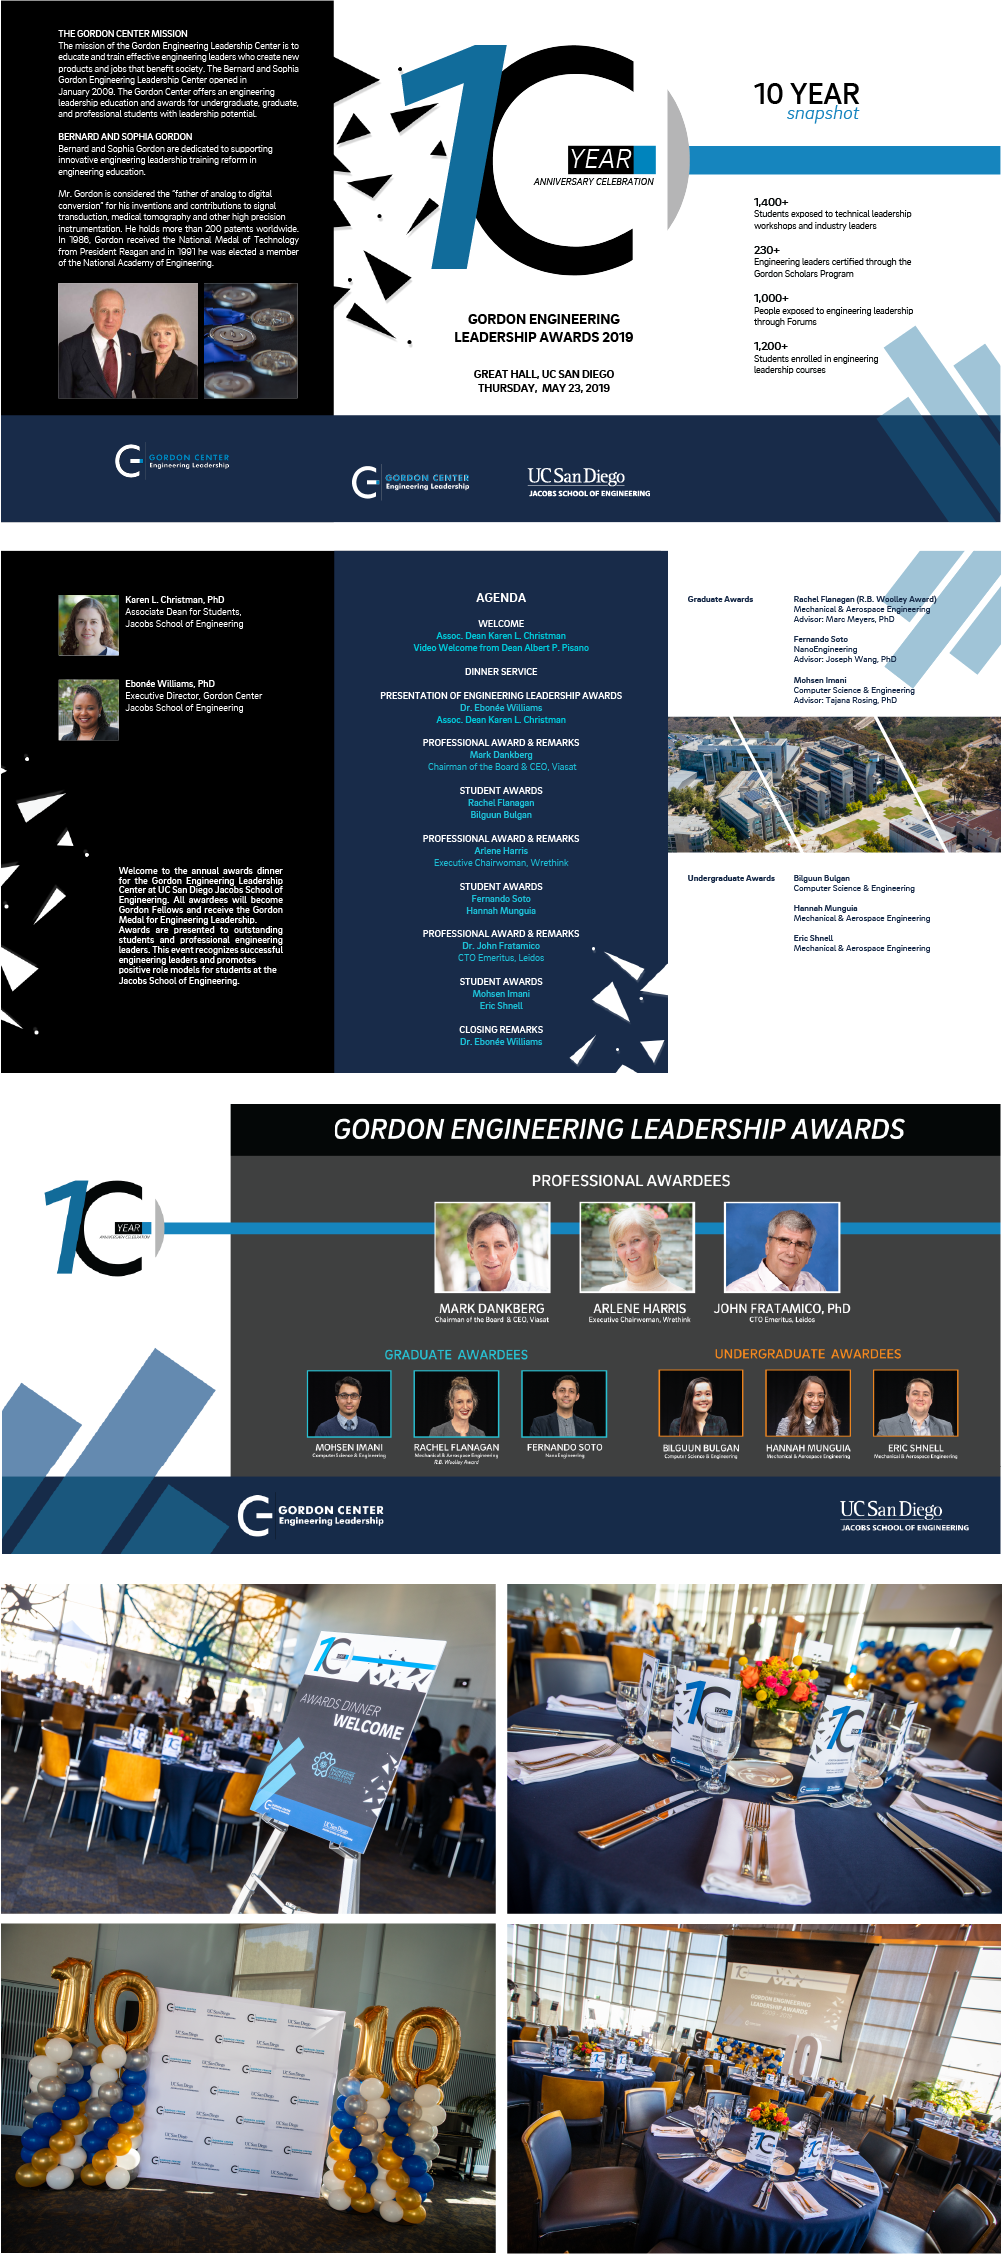 THE GORDON CENTER MISSION
The mission of the Gordon Engineering Leadership Center is to
educate and train effective engineering leaders who create new
products and jobs that benefit society. The Bernard and Sophia
Gordon Engineering Leadership Center opened in
January 2009. The Gordon Center offers an engineering
leadership education and awards for undergraduate, graduate,
and professional students with leadership potential.
BERNARD AND SOPHIA GORDON
Bernard and Sophia Gordon are dedicated to supporting
innovative engineering leadership training reform in
engineering education.
Mr. Gordon is considered the "father of analog to digital
conversion" for his inventions and contributions to signal
transduction, medical tomography and other high precision
instrumentation. He holds more than 200 patents worldwide.
In 1986, Gordon received the National Medal of Technology
from President Reagan and in 1991 he was elected a member
of the National Academy of Engineering.
GORDON CENTER
Engineering Leadership
10
YEAR
ANNIVERSARY CELEBRATION
GORDON ENGINEERING
LEADERSHIP AWARDS 2019
GREAT HALL, UC SAN DIEGO
THURSDAY, MAY 23, 2019
GORDON CENTER
Engineering Leadership
UC San Diego
JACOBS SCHOOL OF ENGINEERING
10 YEAR
snapshot
1,400+
Students exposed to technical leadership
workshops and industry leaders
230+
Engineering leaders certified through the
Gordon Scholars Program
1,000+
People exposed to engineering leadership
through Forums
1,200+
Students enrolled in engineering
leadership courses
Karen L. Christman, PhD
Associate Dean for Students,
Jacobs School of Engineering
Ebonée Williams, PhD
Executive Director, Gordon Center
Jacobs School of Engineering
Welcome to the annual awards dinner
for the Gordon Engineering Leadership
Center at UC San Diego Jacobs School of
Engineering. All awardees will become
Gordon Fellows and receive the Gordon
Medal for Engineering Leadership.
Awards are presented to outstanding
students and professional engineering
leaders. This event recognizes successful
engineering leaders and promotes
positive role models for students at the
Jacobs School of Engineering.
AGENDA
WELCOME
Assoc. Dean Karen L. Christman
Video Welcome from Dean Albert P. Pisano
DINNER SERVICE
PRESENTATION OF ENGINEERING LEADERSHIP AWARDS
Dr. Ebonée Williams
Assoc. Dean Karen L. Christman
PROFESSIONAL AWARD & REMARKS
Mark Dankberg
Chairman of the Board & CEO, Viasat
STUDENT AWARDS
Rachel Flanagan
Bilguun Bulgan
PROFESSIONAL AWARD & REMARKS
Arlene Harris
Executive Chairwoman, Wrethink
STUDENT AWARDS
Fernando Soto
Hannah Munguia
PROFESSIONAL AWARD & REMARKS
Dr. John Fratamico
CTO Emeritus, Leidos
STUDENT AWARDS
Mohsen Imani
Eric Shnell
CLOSING REMARKS
Dr. Ebonée Williams
Graduate Awards
Rachel Flanagan (R.B. Woolley Award)
Mechanical & Aerospace Engineering
Advisor: Marc Meyers, PhD
Fernando Soto
NanoEngineering
Advisor: Joseph Wang, PhD
Mohsen Imani
Computer Science & Engineering
Advisor: Tajana Rosing, PhD
Undergraduate Awards
Bilguun Bulgan
Computer Science & Engineering
Hannah Munguia
Mechanical & Aerospace Engineering
Eric Shnell
Mechanical & Aerospace Engineering
GORDON ENGINEERING LEADERSHIP AWARDS
10
YEAR
ANNIVERSARY CELEBRATION
PROFESSIONAL AWARDEES
MARK DANKBERG
Chairman of the Board & CEO, Viasat
ARLENE HARRIS
Executive Chairwoman, Wrethink
JOHN FRATAMICO, PhD
CTO Emeritus, Leidos
GRADUATE AWARDEES
MOHSEN IMANI
Computer Science & Engineering
RACHEL FLANAGAN
Mechanical & Aerospace Engineering
R.B. Woolley Award
FERNANDO SOTO
NanoEngineering
UNDERGRADUATE AWARDEES
BILGUUN BULGAN
Computer Science & Engineering
HANNAH MUNGUIA
Mechanical & Aerospace Engineering
ERIC SHNELL
Mechanical & Aerospace Engineering
GORDON CENTER
Engineering Leadership
UC San Diego
JACOBS SCHOOL OF ENGINEERING
10
YEAR
AWARDS DINNER
WELCOME
UC San Diego
10
YEAR
10
10
10
GORDON ENGINEERING
LEADERSHIP AWARDS
10